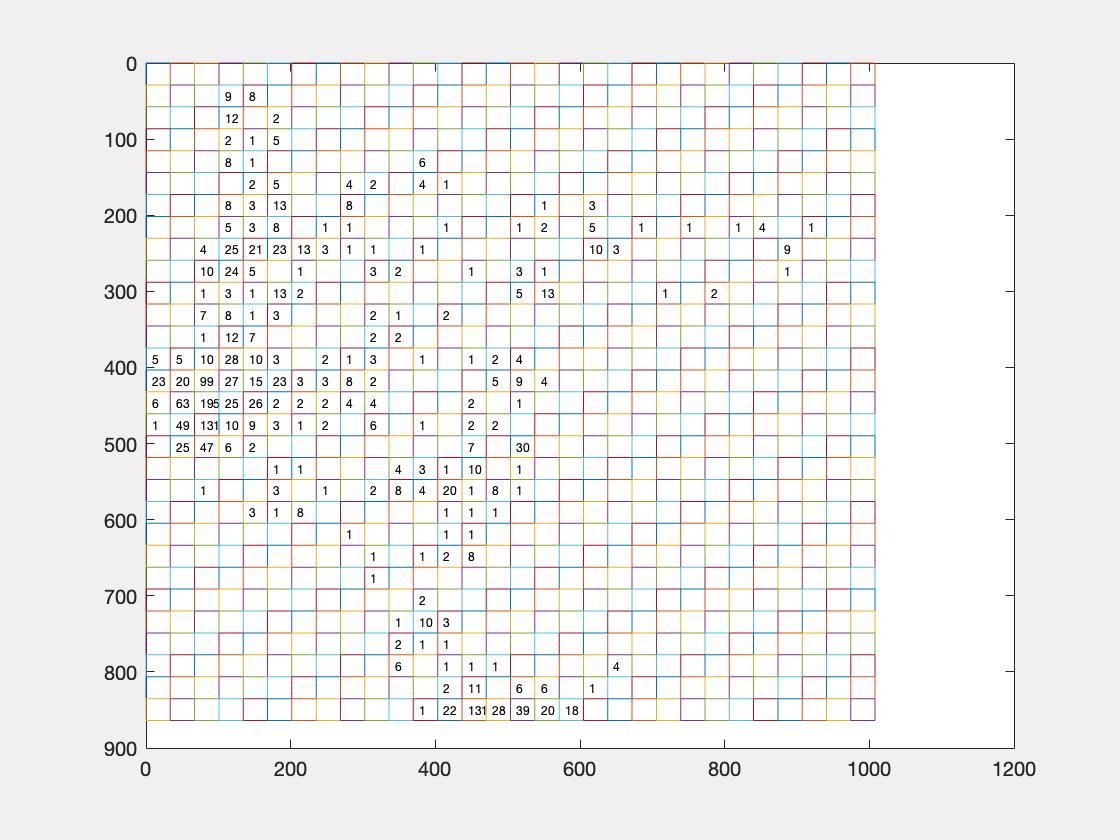 0
9 8
12 2
100 2 1 5
8 1 6
2 5 4 2 4 1
200 8 3 13 8 1 3
5 3 8 1 1 1 1 2 5 1 1 1 4 1
4 25 21 23 13 3 1 1 1 10 3 9
10 24 5 1 3 2 1 3 1 1
300 1 3 1 13 2 5 13 1 2
7 8 1 3 2 1 2
1 12 7 2 2
400 5 5 10 28 10 3 2 1 3 1 1 2 4
23 20 99 27 15 23 3 3 8 2 5 9 4
6 63 195 25 26 2 2 2 4 4 2 1
1 49 131 10 9 3 1 2 6 1 2 2
500 25 47 6 2 7 30
1 1 4 3 1 10 1
1 3 1 2 8 4 20 1 8 1
600 3 1 8 1 1 1
1 1 1
1 1 2 8
1
700 2
1 10 3
2 1 1
800 6 1 1 1 4
2 11 6 6 1
1 22 131 28 39 20 18
900
0 200 400 600 800 1000 1200